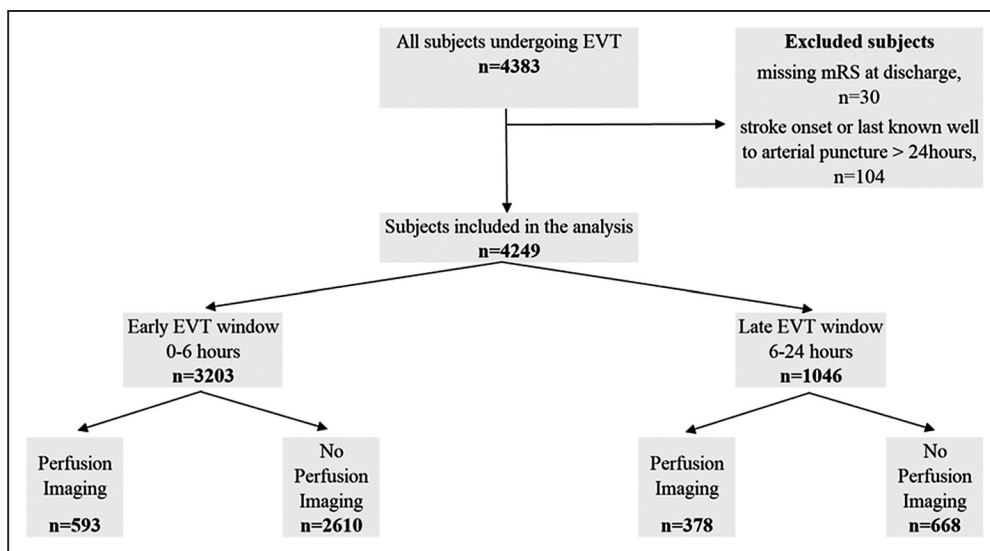 All subjects undergoing EVT
n=4383
Excluded subjects
missing mRS at discharge,
n=30
stroke onset or last known well
to arterial puncture > 24hours,
n=104
Subjects included in the analysis
n=4249
Early EVT window
0-6 hours
n=3203
Late EVT window
6-24 hours
n=1046
Perfusion
Imaging
n=593
No
Perfusion
Imaging
n=2610
Perfusion
Imaging
n=378
No
Perfusion
Imaging
n=668